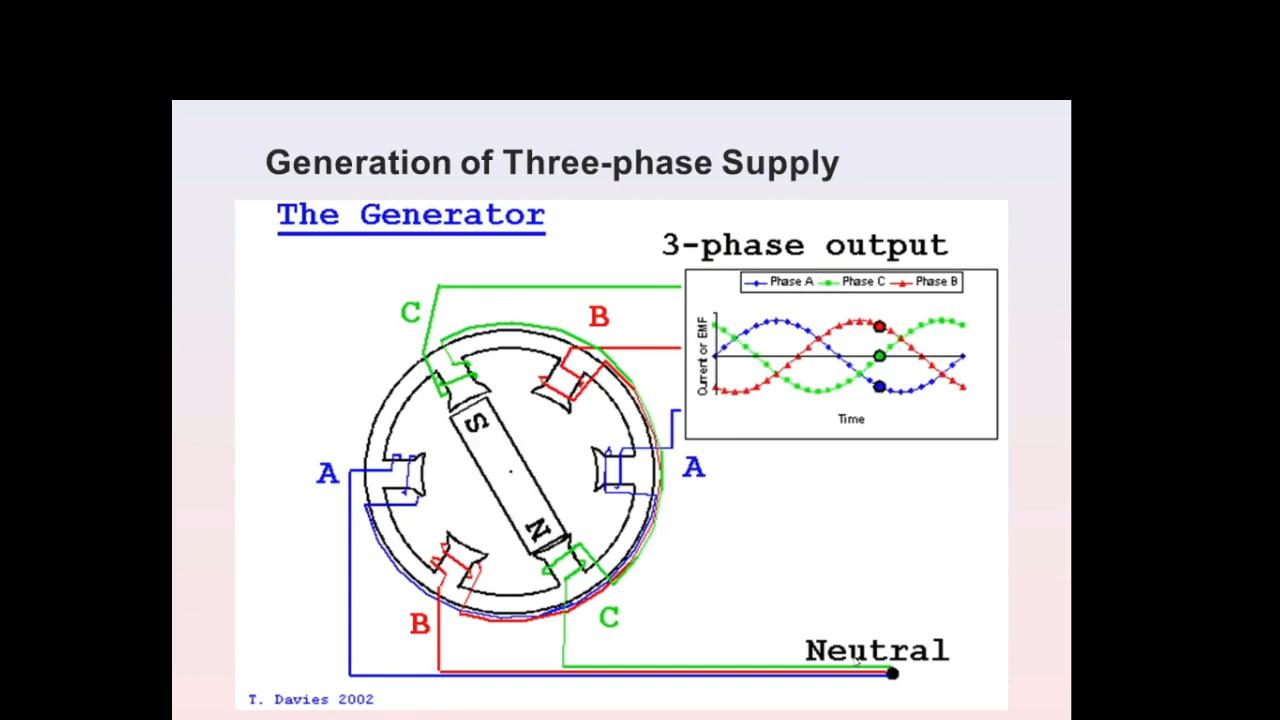 Generation of Three-phase Supply
The Generator
3-phase output
Phase A Phase C Phase B
Current or EMF
Time
C
B
S
A
A
N
B
C
Neutral
T. Davies 2002